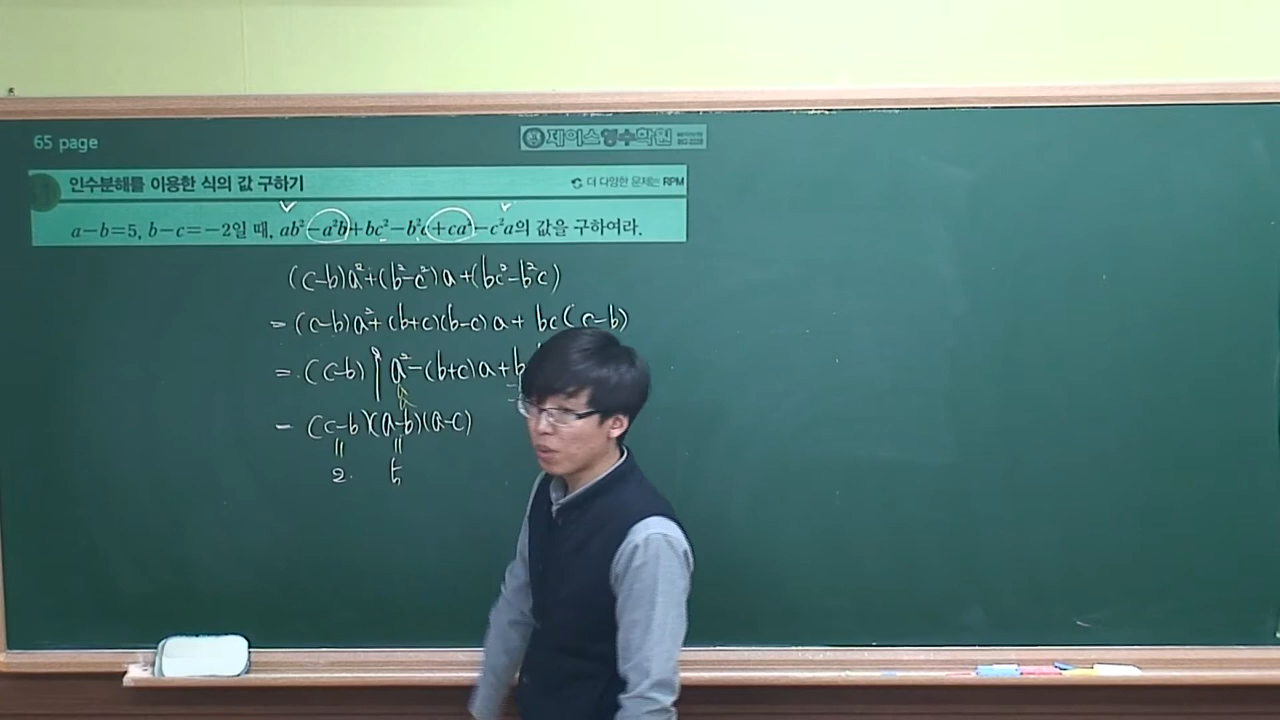 65 page
제이스영수학원
인수분해를 이용한 식의 값 구하기
더 다양한 문제는 RPM
a-b=5, b-c=-2일 때, ab²-a²b+bc²-b²c+ca²-c²a의 값을 구하여라.
(c-b)a²+(b²-c²)a+(bc²-b²c)
=(c-b)a²+(b+c)(b-c)a+bc(c-b)
=(c-b){a²-(b+c)a+b
=(c-b)(a-b)(a-c)
॥ ॥
2. 5